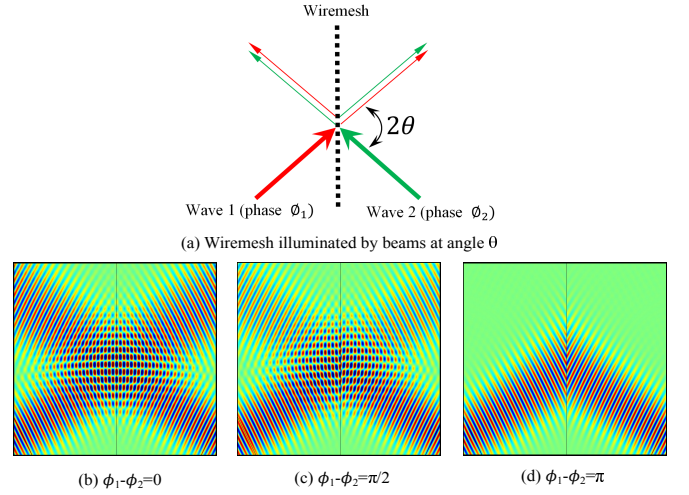 Wiremesh
2θ
Wave 1 (phase ∅₁)
Wave 2 (phase ∅₂)
(a) Wiremesh illuminated by beams at angle θ
(b) ϕ₁-ϕ₂=0
(c) ϕ₁-ϕ₂=π/2
(d) ϕ₁-ϕ₂=π